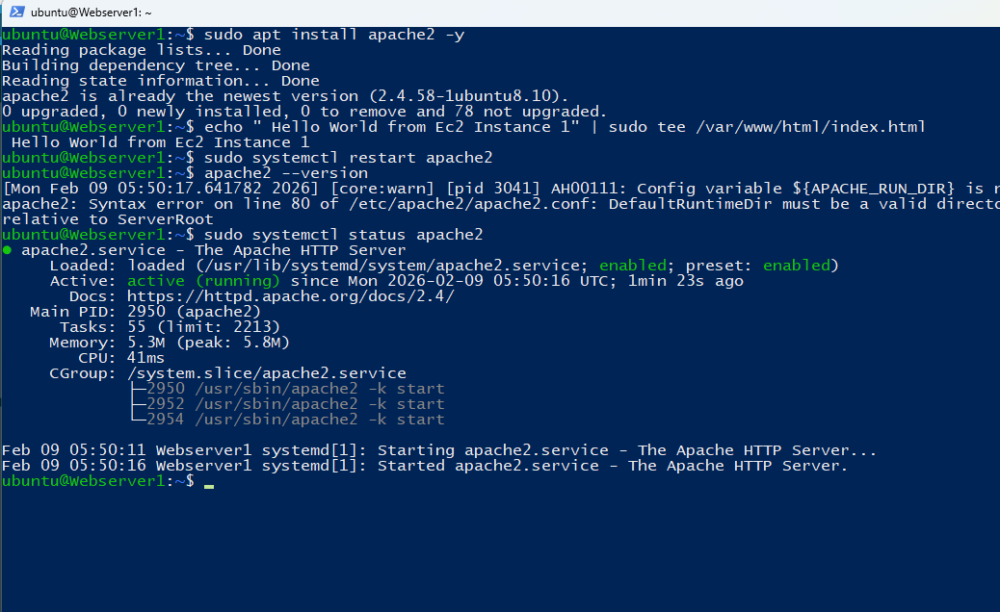 ubuntu@Webserver1: ~
ubuntu@Webserver1:~$ sudo apt install apache2 -y
Reading package lists... Done
Building dependency tree... Done
Reading state information... Done
apache2 is already the newest version (2.4.58-1ubuntu8.10).
0 upgraded, 0 newly installed, 0 to remove and 78 not upgraded.
ubuntu@Webserver1:~$ echo " Hello World from Ec2 Instance 1" | sudo tee /var/www/html/index.html
 Hello World from Ec2 Instance 1
ubuntu@Webserver1:~$ sudo systemctl restart apache2
ubuntu@Webserver1:~$ apache2 --version
[Mon Feb 09 05:50:17.641782 2026] [core:warn] [pid 3041] AH00111: Config variable ${APACHE_RUN_DIR} is
apache2: Syntax error on line 80 of /etc/apache2/apache2.conf: DefaultRuntimeDir must be a valid
relative to ServerRoot
ubuntu@Webserver1:~$ sudo systemctl status apache2
● apache2.service - The Apache HTTP Server
     Loaded: loaded (/usr/lib/systemd/system/apache2.service; enabled; preset: enabled)
     Active: active (running) since Mon 2026-02-09 05:50:16 UTC; 1min 23s ago
       Docs: https://httpd.apache.org/docs/2.4/
   Main PID: 2950 (apache2)
      Tasks: 55 (limit: 2213)
     Memory: 5.3M (peak: 5.8M)
        CPU: 41ms
     CGroup: /system.slice/apache2.service
             ├─2950 /usr/sbin/apache2 -k start
             ├─2952 /usr/sbin/apache2 -k start
             └─2954 /usr/sbin/apache2 -k start
Feb 09 05:50:11 Webserver1 systemd[1]: Starting apache2.service - The Apache HTTP Server...
Feb 09 05:50:16 Webserver1 systemd[1]: Started apache2.service - The Apache HTTP Server.
ubuntu@Webserver1:~$